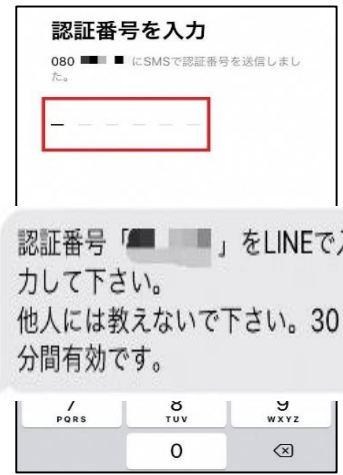 認証番号を入力
080 にSMSで認証番号を送信しまし
た。
認証番号「 」をLINEで入
力して下さい。
他人には教えないで下さい。30
分間有効です。
7 8 9
PQRS TUV WXYZ
0